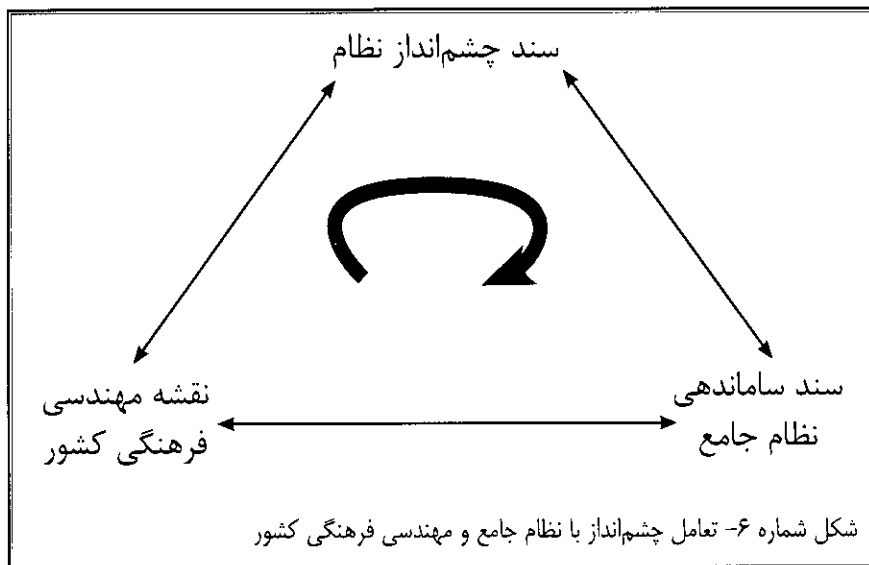 سند چشم‌انداز نظام
سند ساماندهی
نظام جامع
نقشه مهندسی
فرهنگی کشور
شکل شماره ۶- تعامل چشم‌انداز با نظام جامع و مهندسی فرهنگی کشور